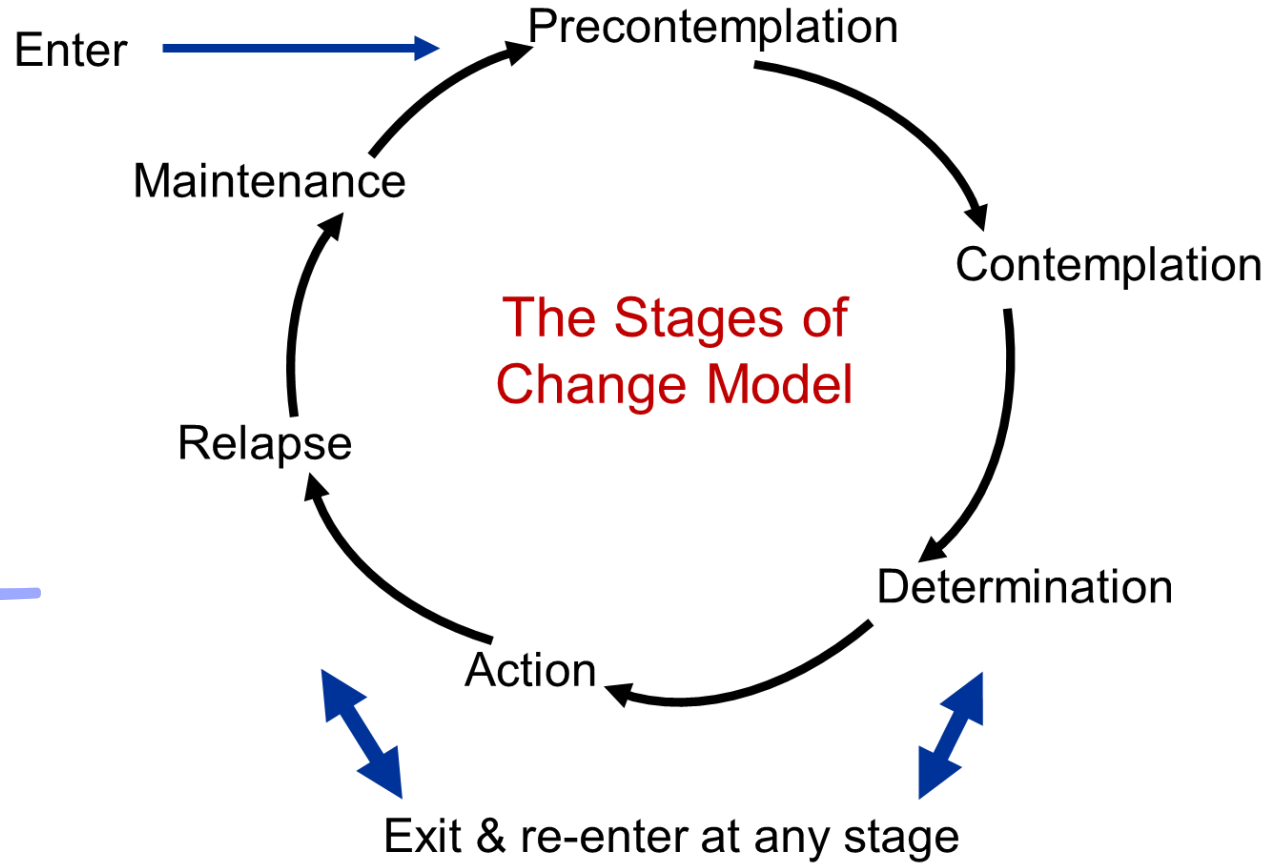 Enter
Precontemplation
Maintenance
Contemplation
The Stages of
Change Model
Relapse
Determination
Action
Exit & re-enter at any stage